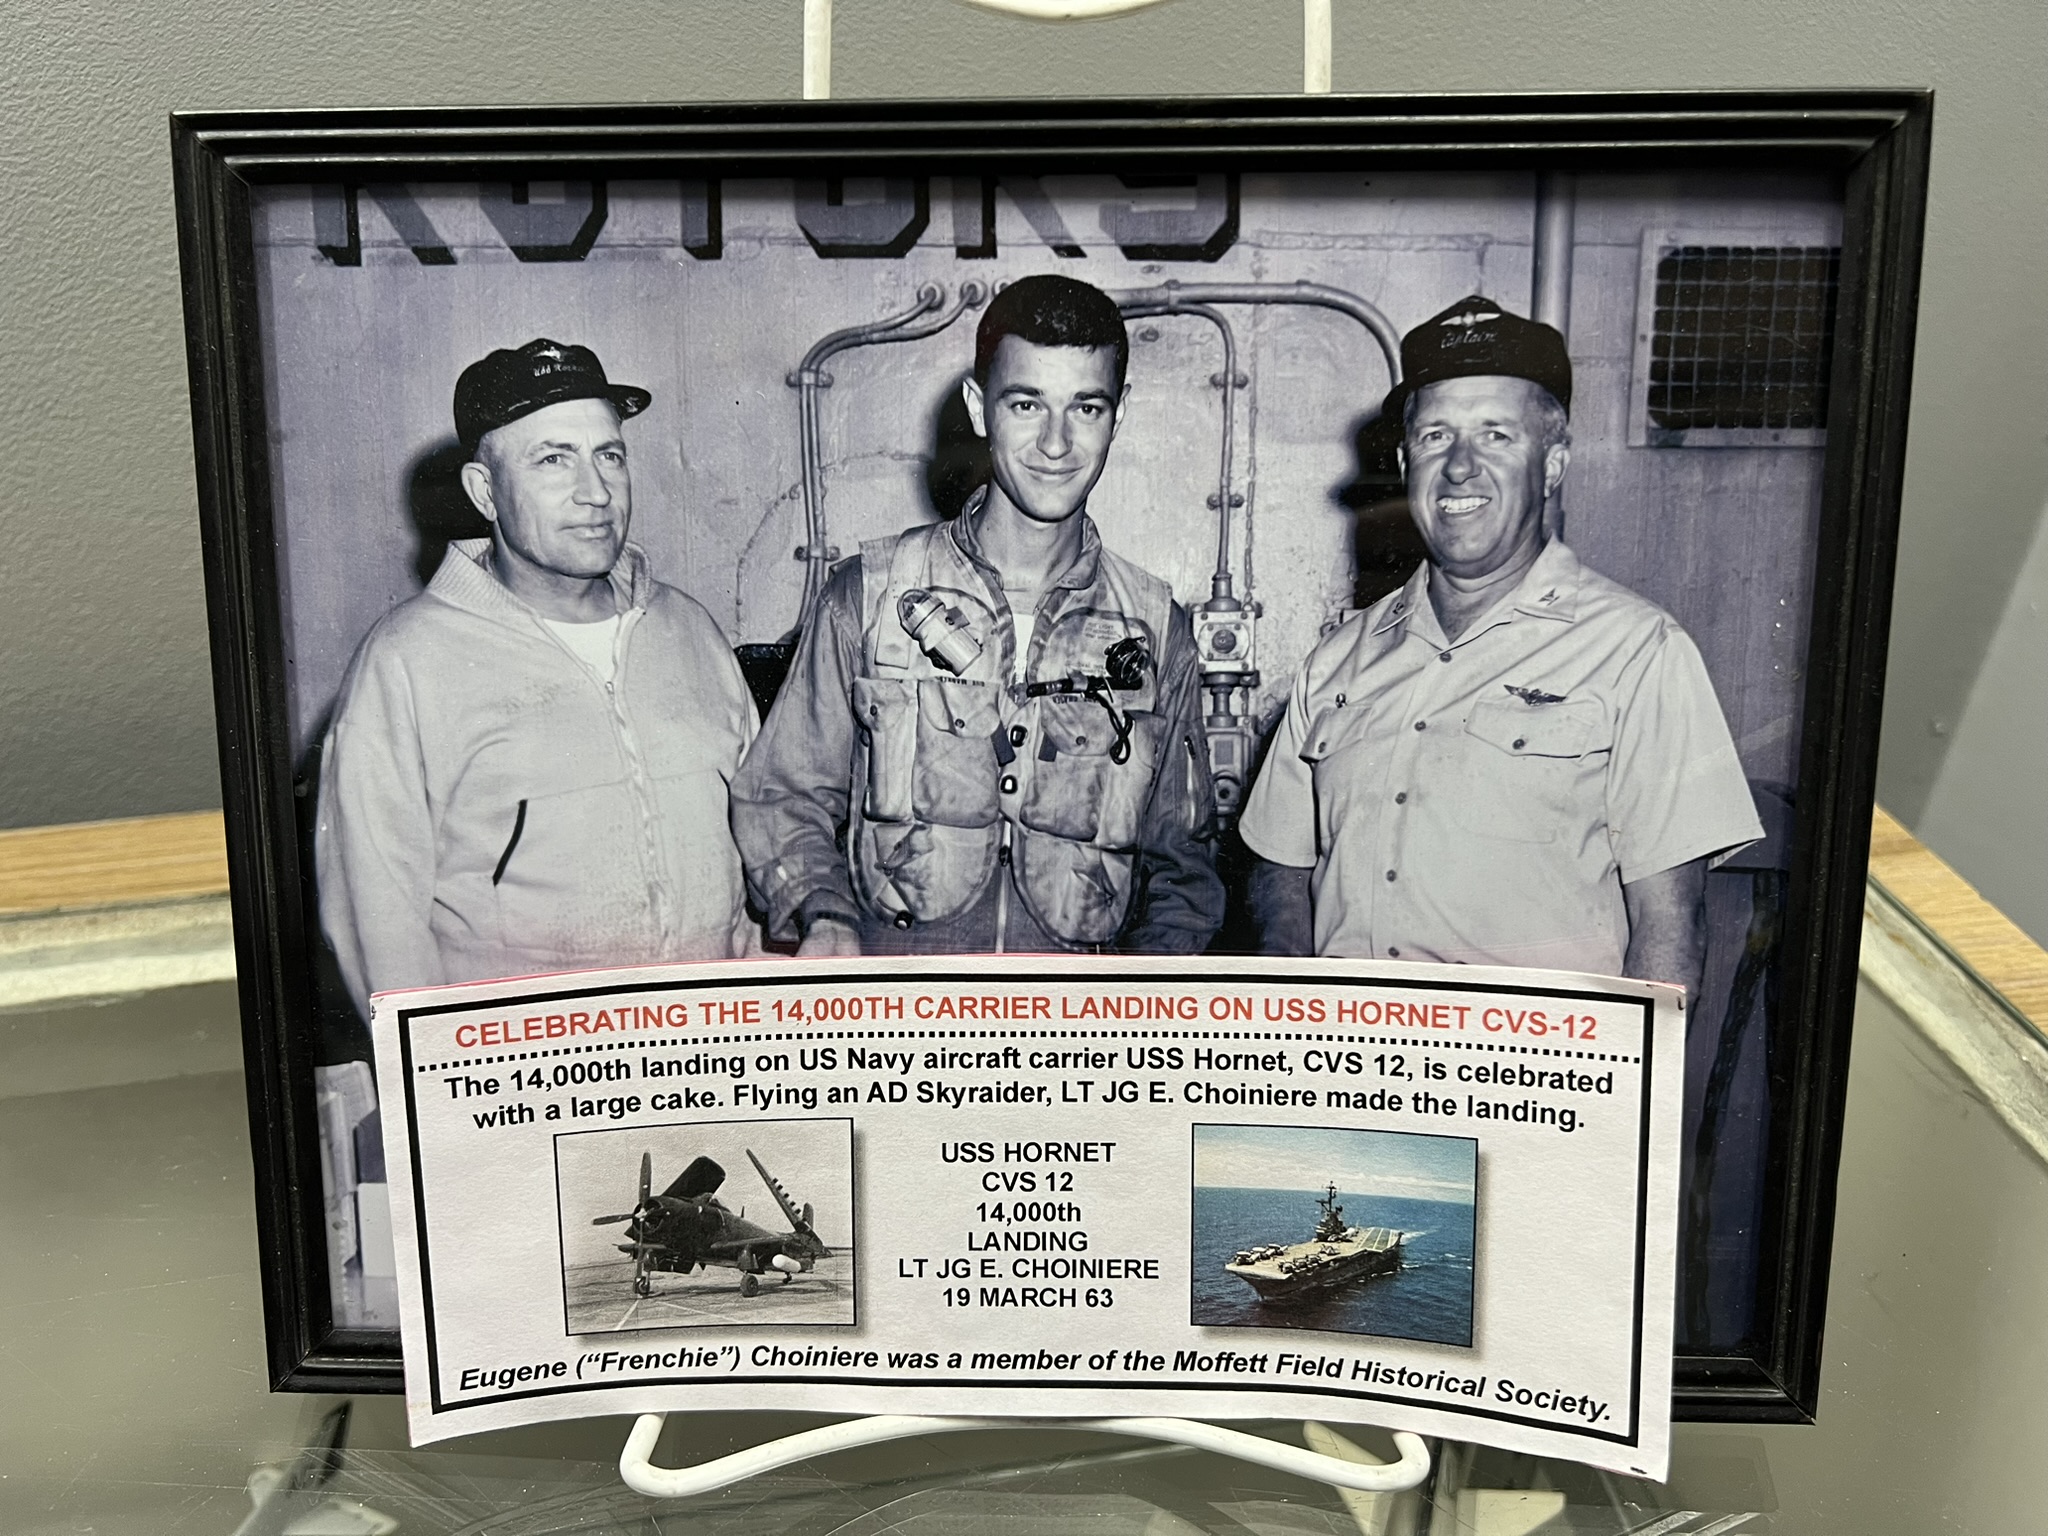 Captain
USS Hornet
CELEBRATING THE 14,000TH CARRIER LANDING ON USS HORNET CVS-12
The 14,000th landing on US Navy aircraft carrier USS Hornet, CVS 12, is celebrated
with a large cake. Flying an AD Skyraider, LT JG E. Choiniere made the landing.
USS HORNET
CVS 12
14,000th
LANDING
LT JG E. CHOINIERE
19 MARCH 63
Eugene (“Frenchie”) Choiniere was a member of the Moffett Field Historical Society.